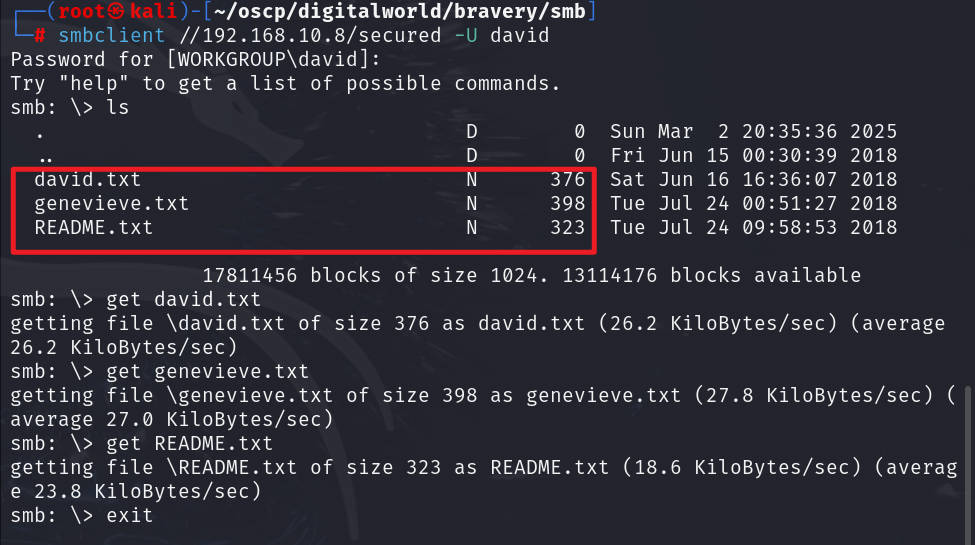 ┌──(root㉿kali)-[~/oscp/digitalworld/bravery/smb]
└─# smbclient //192.168.10.8/secured -U david
Password for [WORKGROUP\david]:
Try "help" to get a list of possible commands.
smb: \> ls
  .                                   D        0  Sun Mar  2 20:35:36 2025
  ..                                  D        0  Fri Jun 15 00:30:39 2018
  david.txt                           N      376  Sat Jun 16 16:36:07 2018
  genevieve.txt                       N      398  Tue Jul 24 00:51:27 2018
  README.txt                          N      323  Tue Jul 24 09:58:53 2018
                17811456 blocks of size 1024. 13114176 blocks available
smb: \> get david.txt
getting file \david.txt of size 376 as david.txt (26.2 KiloBytes/sec) (average
26.2 KiloBytes/sec)
smb: \> get genevieve.txt
getting file \genevieve.txt of size 398 as genevieve.txt (27.8 KiloBytes/sec) (
average 27.0 KiloBytes/sec)
smb: \> get README.txt
getting file \README.txt of size 323 as README.txt (18.6 KiloBytes/sec) (averag
e 23.8 KiloBytes/sec)
smb: \> exit